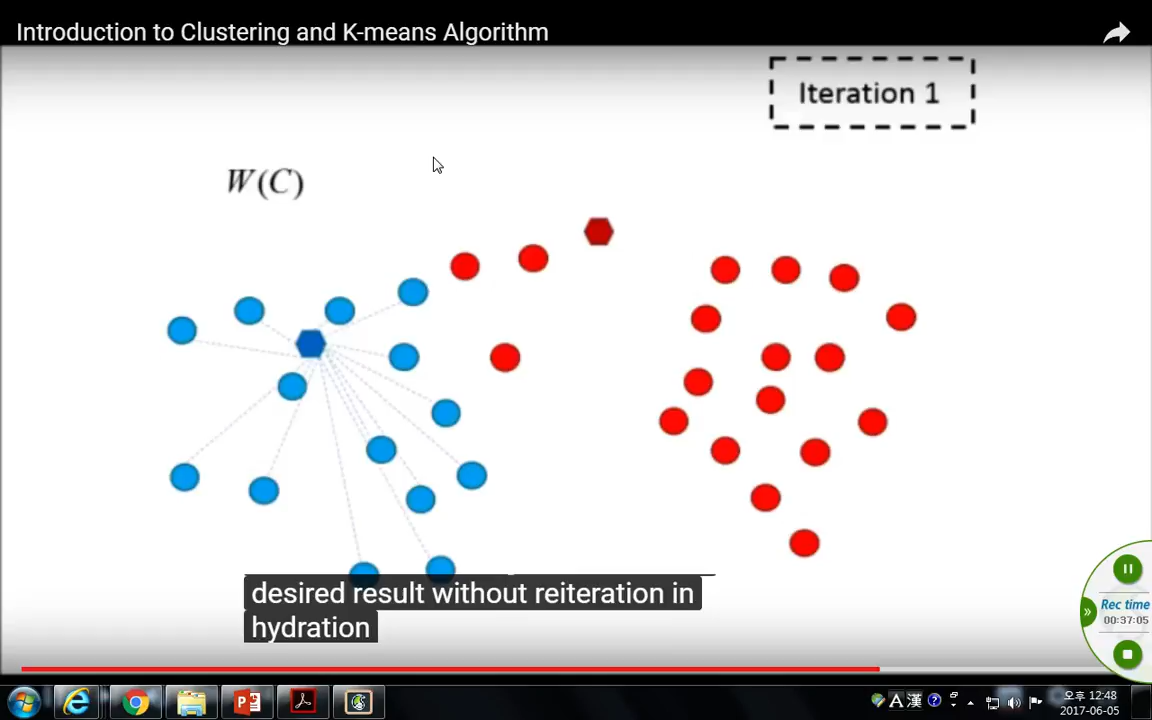 Introduction to Clustering and K-means Algorithm
Iteration 1
W(C)
desired result without reiteration in
hydration
Rec time
00:37:05
A 漢
오후 12:48
2017-06-05